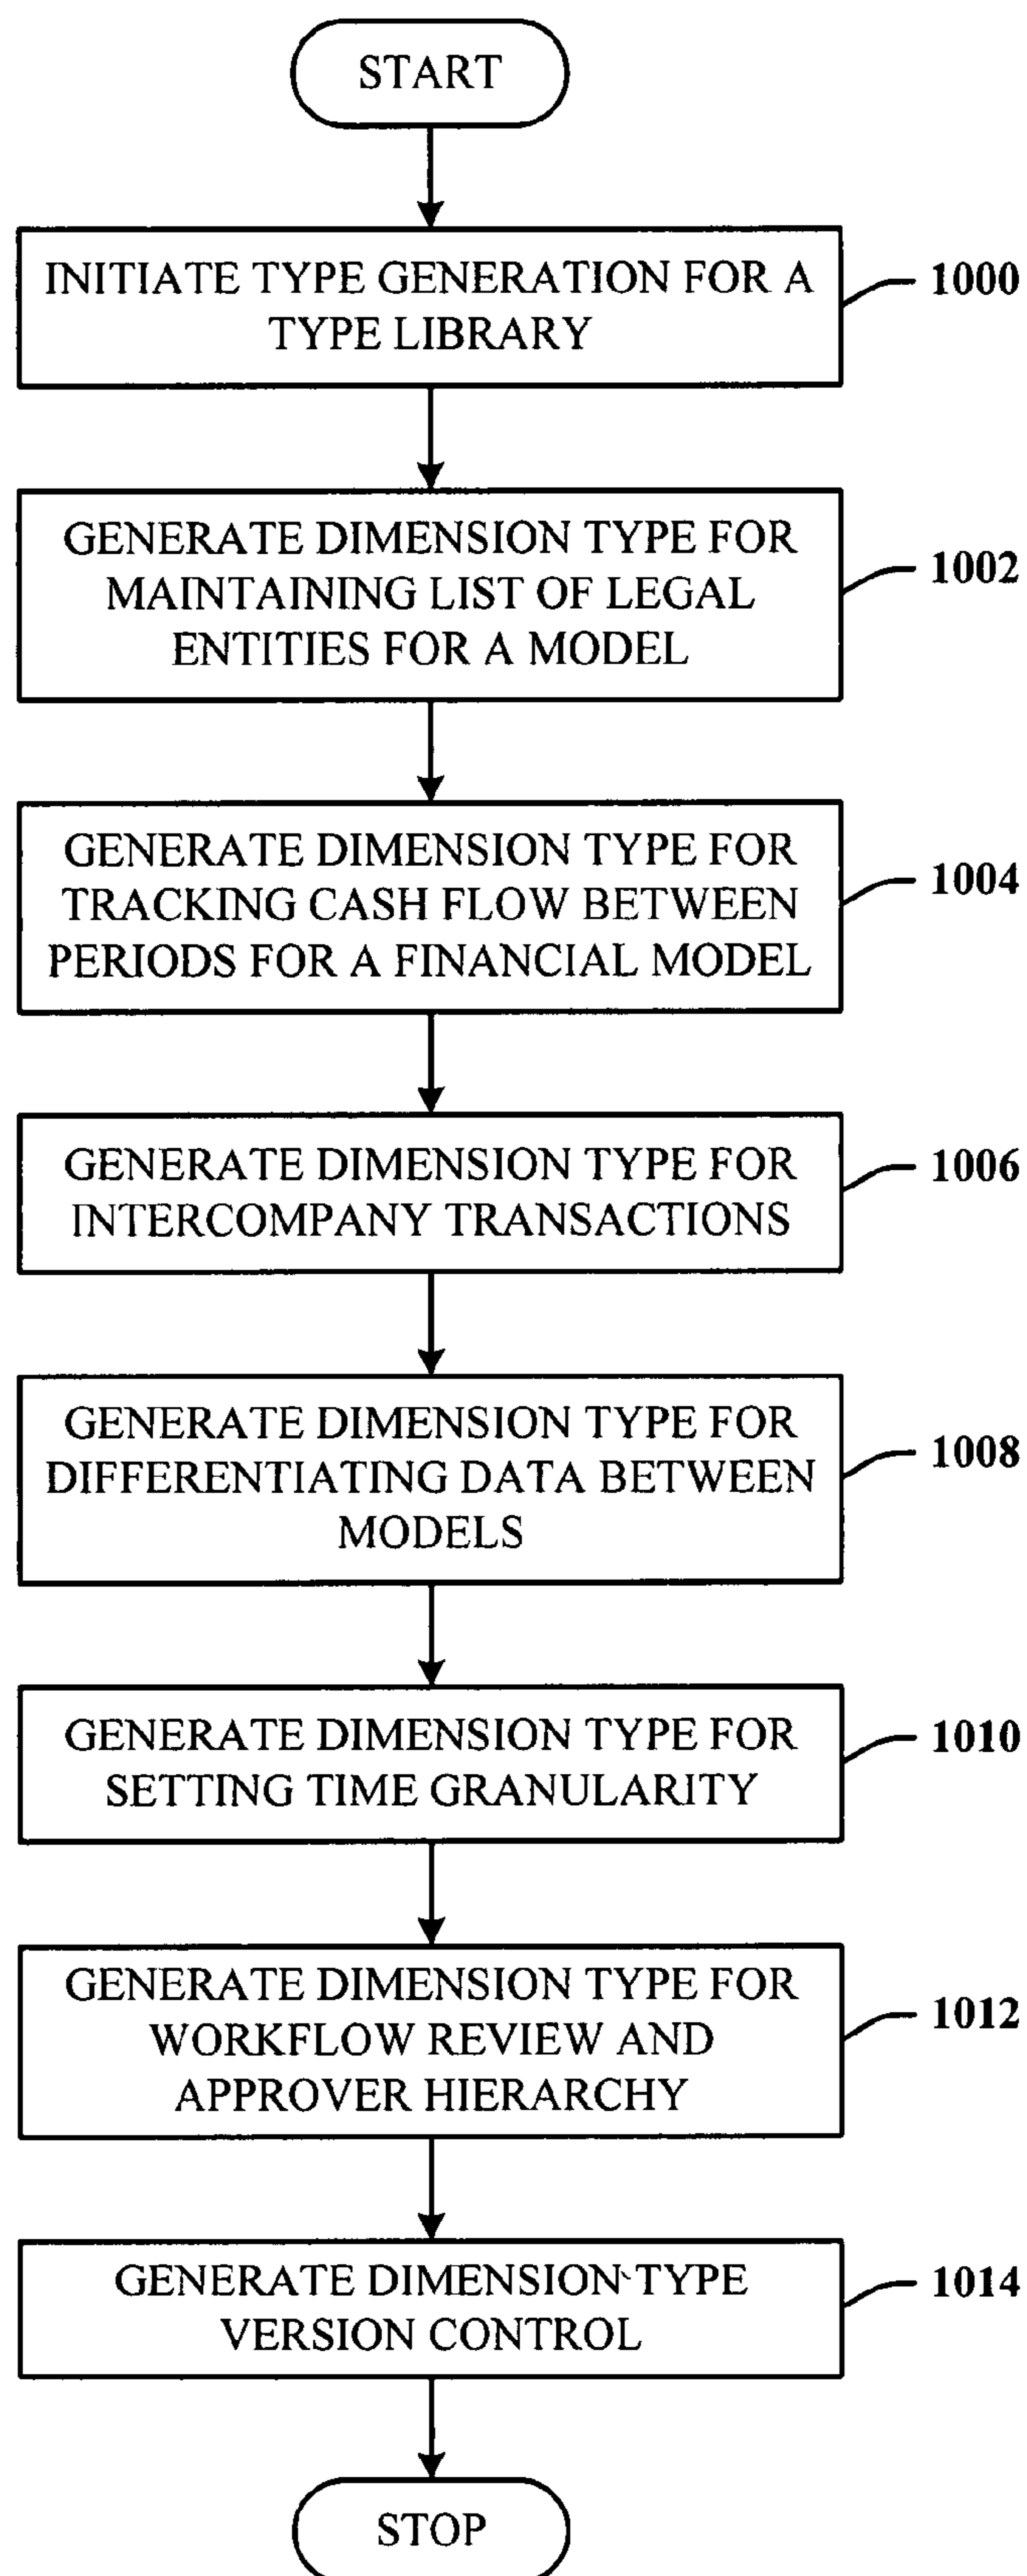 START
INITIATE TYPE GENERATION FOR A
TYPE LIBRARY
1000
GENERATE DIMENSION TYPE FOR
MAINTAINING LIST OF LEGAL
ENTITIES FOR A MODEL
1002
GENERATE DIMENSION TYPE FOR
TRACKING CASH FLOW BETWEEN
PERIODS FOR A FINANCIAL MODEL
1004
GENERATE DIMENSION TYPE FOR
INTERCOMPANY TRANSACTIONS
1006
GENERATE DIMENSION TYPE FOR
DIFFERENTIATING DATA BETWEEN
MODELS
1008
GENERATE DIMENSION TYPE FOR
SETTING TIME GRANULARITY
1010
GENERATE DIMENSION TYPE FOR
WORKFLOW REVIEW AND
APPROVER HIERARCHY
1012
GENERATE DIMENSION TYPE
VERSION CONTROL
1014
STOP